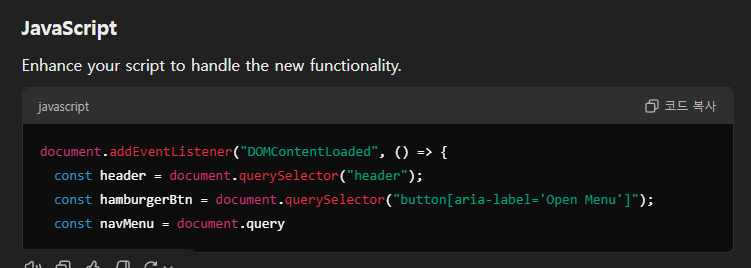 JavaScript
Enhance your script to handle the new functionality.
javascript
코드 복사
document.addEventListener("DOMContentLoaded", () => {
const header = document.querySelector("header");
const hamburgerBtn = document.querySelector("button[aria-label='Open Menu']");
const navMenu = document.query